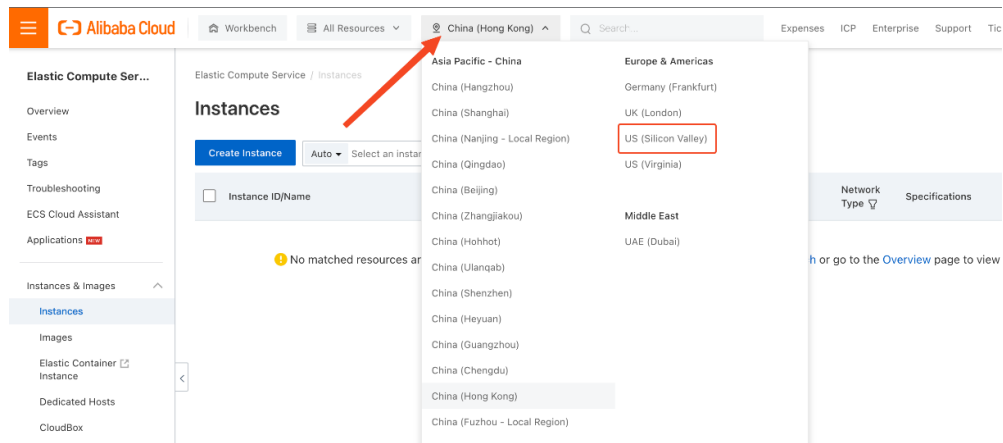 Alibaba Cloud
Workbench
All Resources
China (Hong Kong)
Search...
Expenses
ICP
Enterprise
Support
Elastic Compute Ser...
Overview
Events
Tags
Troubleshooting
ECS Cloud Assistant
Applications NEW
Instances & Images
Instances
Images
Elastic Container
Instance
Dedicated Hosts
CloudBox
Elastic Compute Service / Instances
Instances
Create Instance
Auto
Select an
Instance ID/Name
No matched resources
Asia Pacific - China
China (Hangzhou)
China (Shanghai)
China (Nanjing - Local Region)
China (Qingdao)
China (Beijing)
China (Zhangjiakou)
China (Hohhot)
China (Ulanqab)
China (Shenzhen)
China (Heyuan)
China (Guangzhou)
China (Chengdu)
China (Hong Kong)
China (Fuzhou - Local Region)
Europe & Americas
Germany (Frankfurt)
UK (London)
US (Silicon Valley)
US (Virginia)
Middle East
UAE (Dubai)
Network
Type
Specifications
or go to the Overview page to view